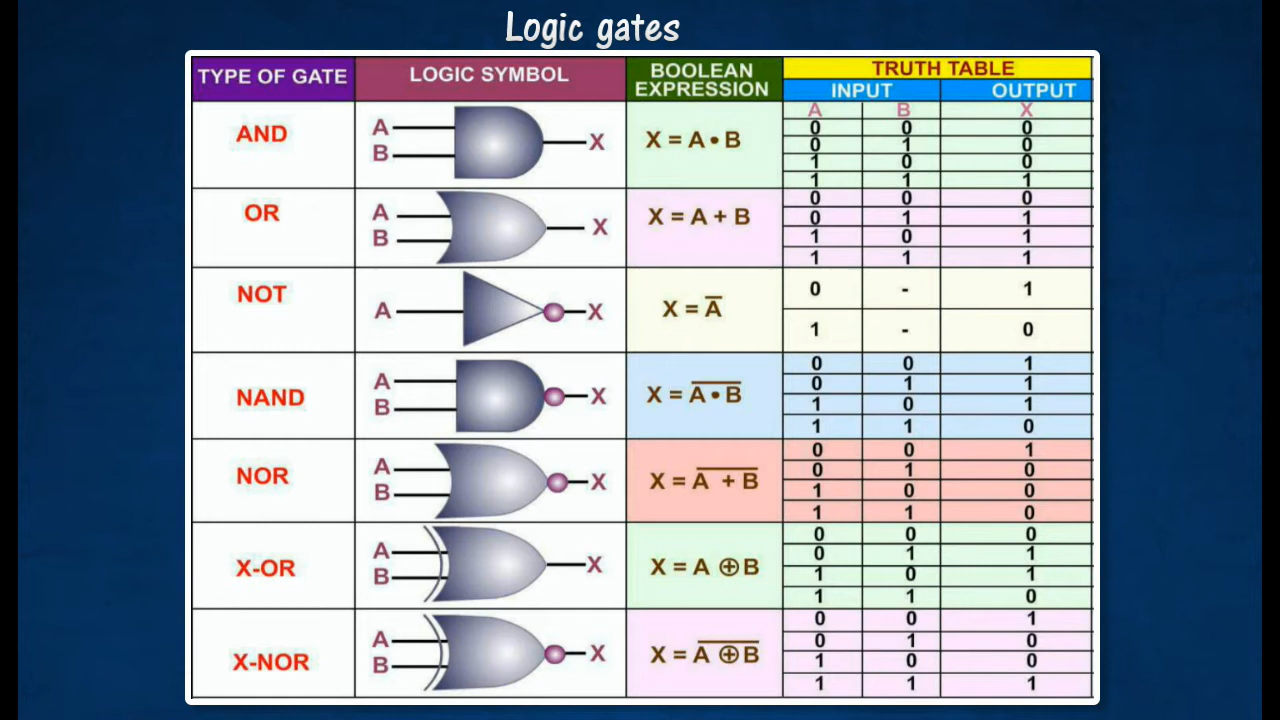 Logic gates
TYPE OF GATE LOGIC SYMBOL BOOLEAN EXPRESSION TRUTH TABLE
INPUT OUTPUT
A B X
AND A B X X = A • B
0 0 0
0 1 0
1 0 0
1 1 1
OR A B X X = A + B
0 0 0
0 1 1
1 0 1
1 1 1
NOT A X X = A̅
0 - 1
1 - 0
NAND A B X X = A̅ ̅•̅ ̅B̅
0 0 1
0 1 1
1 0 1
1 1 0
NOR A B X X = A̅ ̅+̅ ̅B̅
0 0 1
0 1 0
1 0 0
1 1 0
X-OR A B X X = A ⊕ B
0 0 0
0 1 1
1 0 1
1 1 0
X-NOR A B X X = A̅ ̅⊕̅ ̅B̅
0 0 1
0 1 0
1 0 0
1 1 1